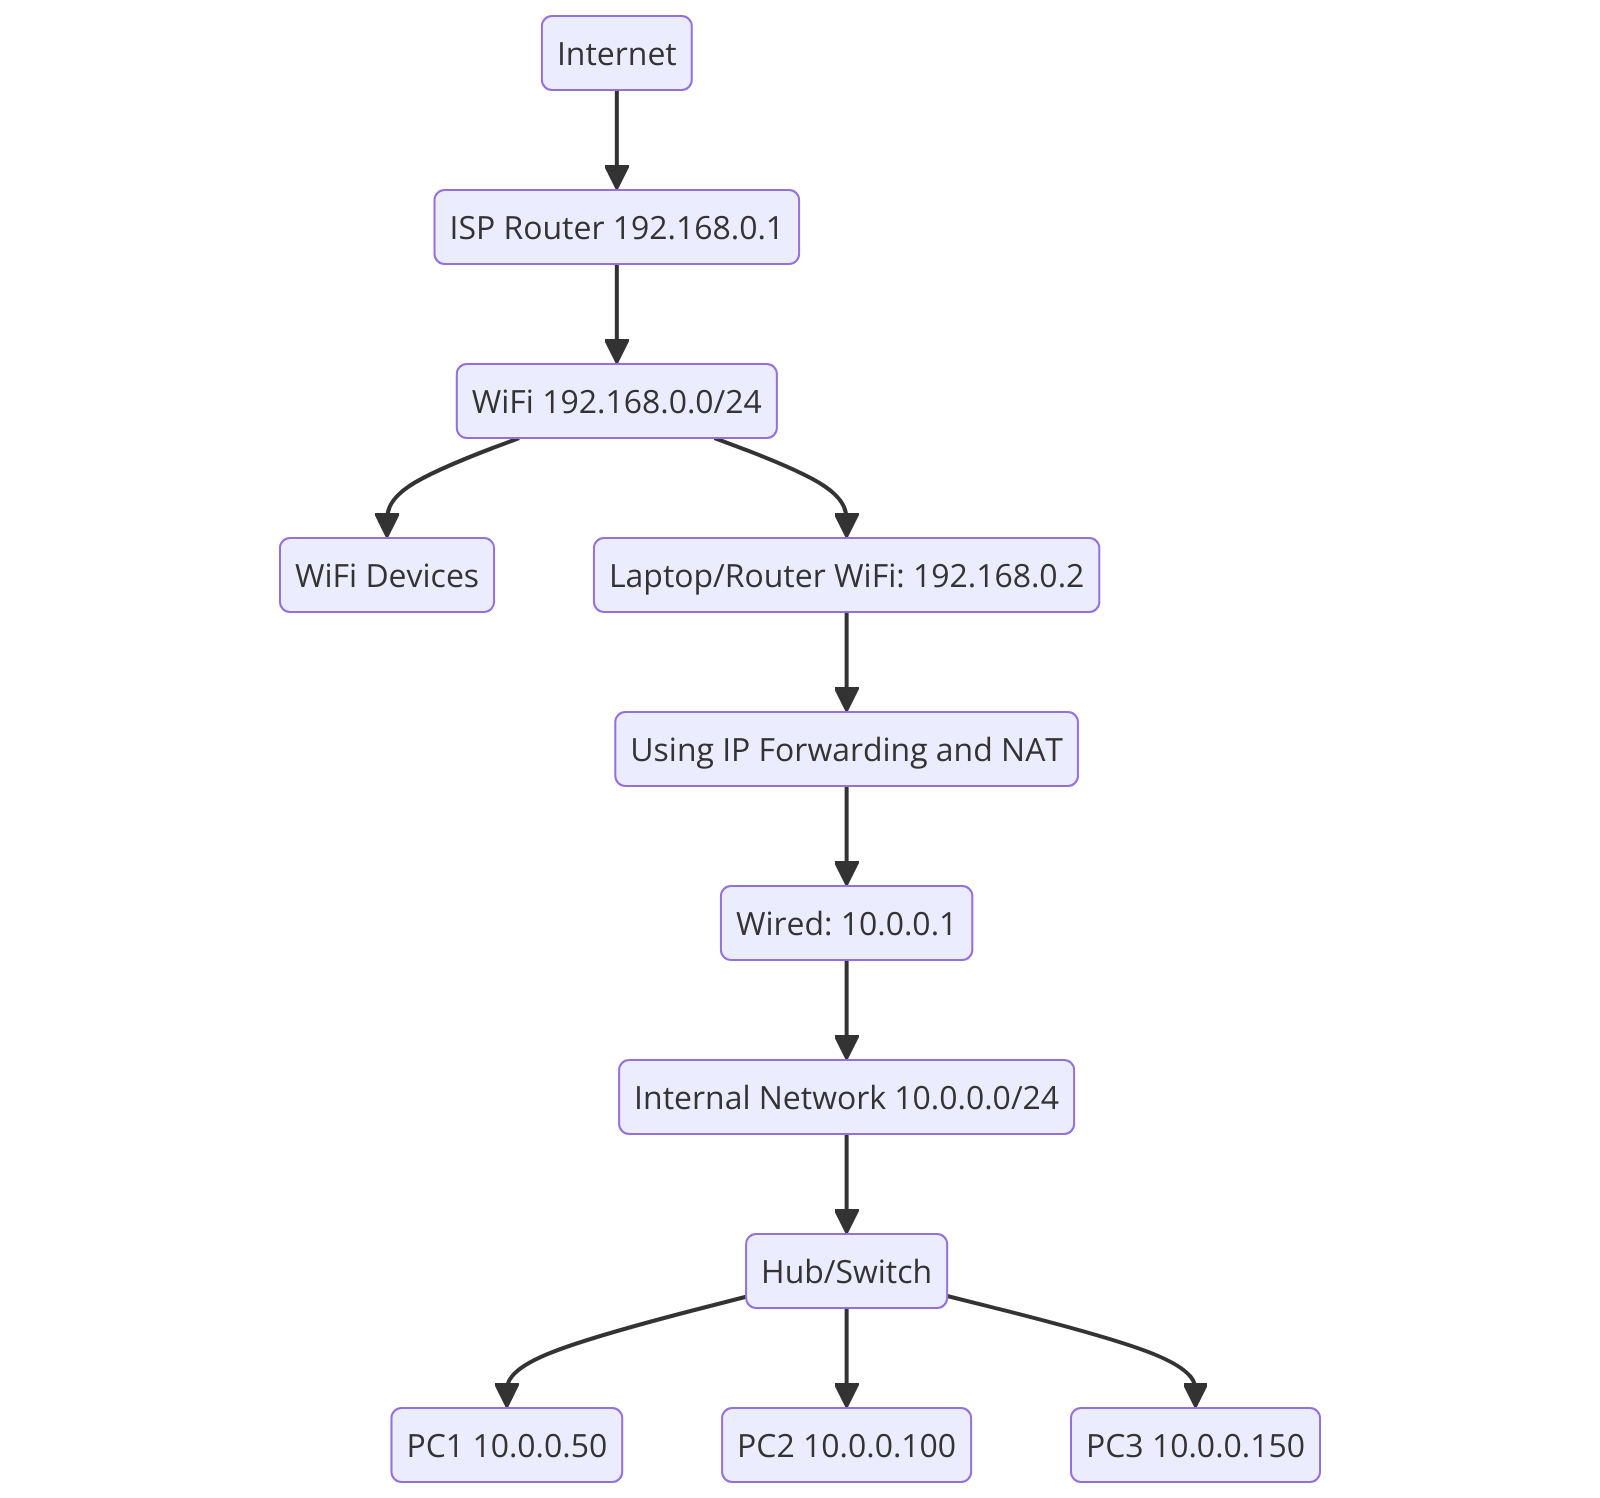 Internet
ISP Router 192.168.0.1
WiFi 192.168.0.0/24
WiFi Devices
Laptop/Router WiFi: 192.168.0.2
Using IP Forwarding and NAT
Wired: 10.0.0.1
Internal Network 10.0.0.0/24
Hub/Switch
PC1 10.0.0.50
PC2 10.0.0.100
PC3 10.0.0.150